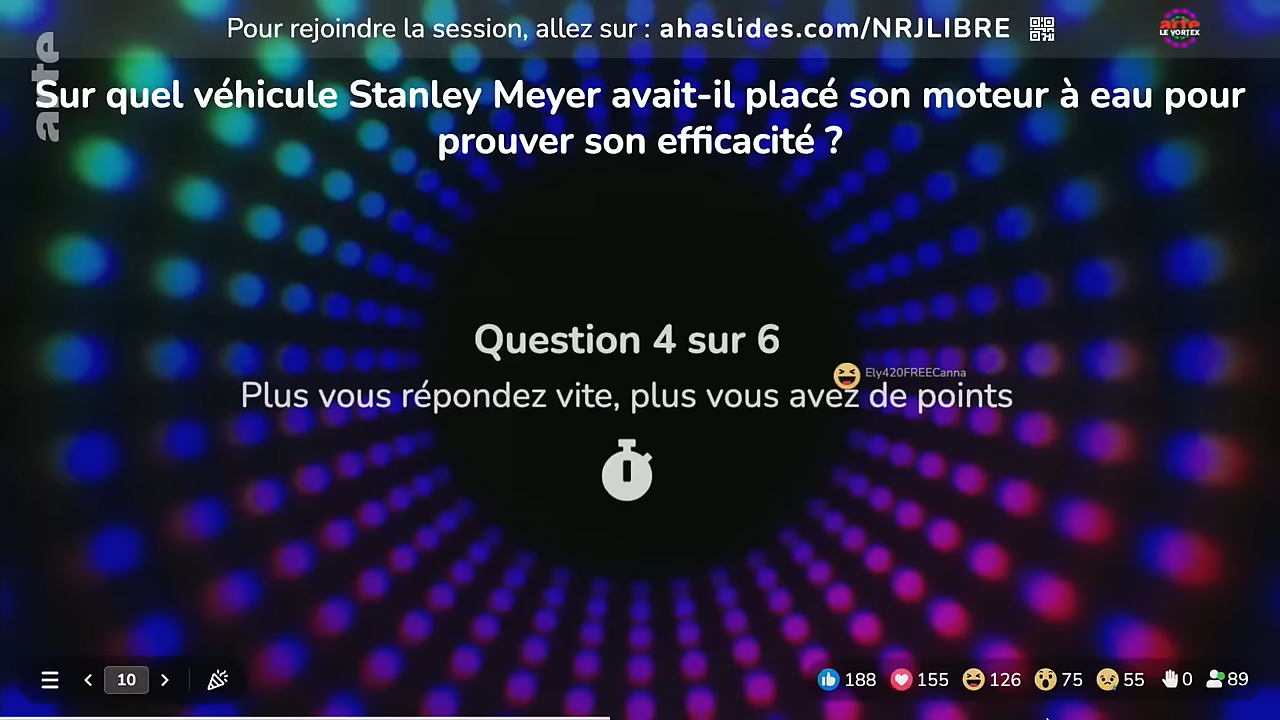 Pour rejoindre la session, allez sur : ahaslides.com/NRJLIBRE
arte
LE VORTEX
arte
Sur quel véhicule Stanley Meyer avait-il placé son moteur à eau pour
prouver son efficacité ?
Question 4 sur 6
Ely420FREECanna
Plus vous répondez vite, plus vous avez de points
10
188 155 126 75 55 0 89